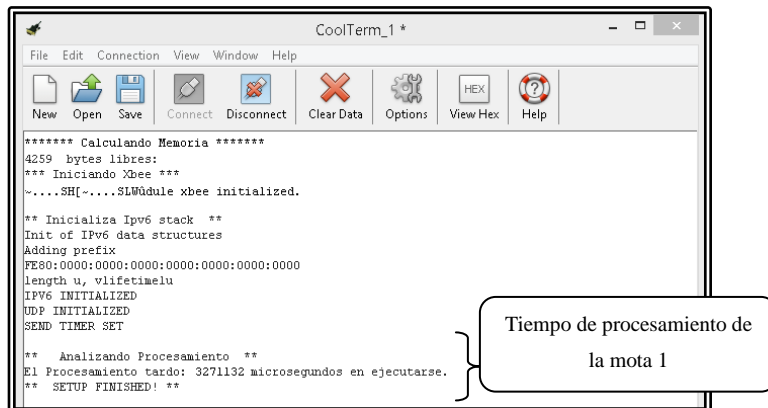 CoolTerm_1 *
File Edit Connection View Window Help
New Open Save Connect Disconnect Clear Data Options HEX View Hex Help
******* Calculando Memoria *******
4259 bytes libres:
*** Iniciando Xbee ***
~....SH[~....SLWûdule xbee initialized.
** Inicializa Ipv6 stack **
Init of IPv6 data structures
Adding prefix
FE80:0000:0000:0000:0000:0000:0000
length u, vlifetimelu
IPV6 INITIALIZED
UDP INITIALIZED
SEND TIMER SET
** Analizando Procesamiento **
El Procesamiento tardo: 3271132 microsegundos en ejecutarse.
** SETUP FINISHED! **
Tiempo de procesamiento de
la mota 1